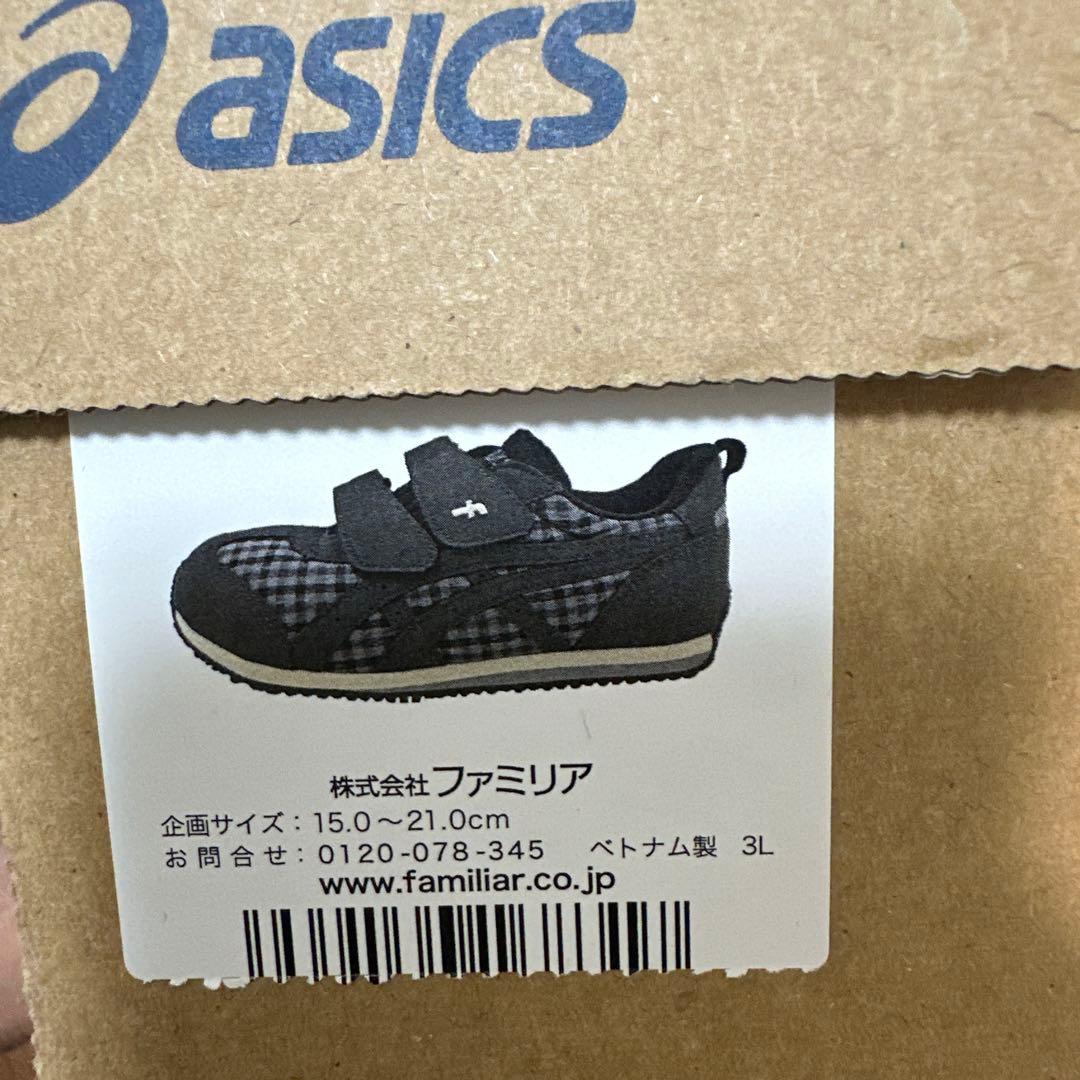 asics
f
株式会社ファミリア
企画サイズ：15.0～21.0cm
お問合せ：0120-078-345　ベトナム製　3L
www.familiar.co.jp